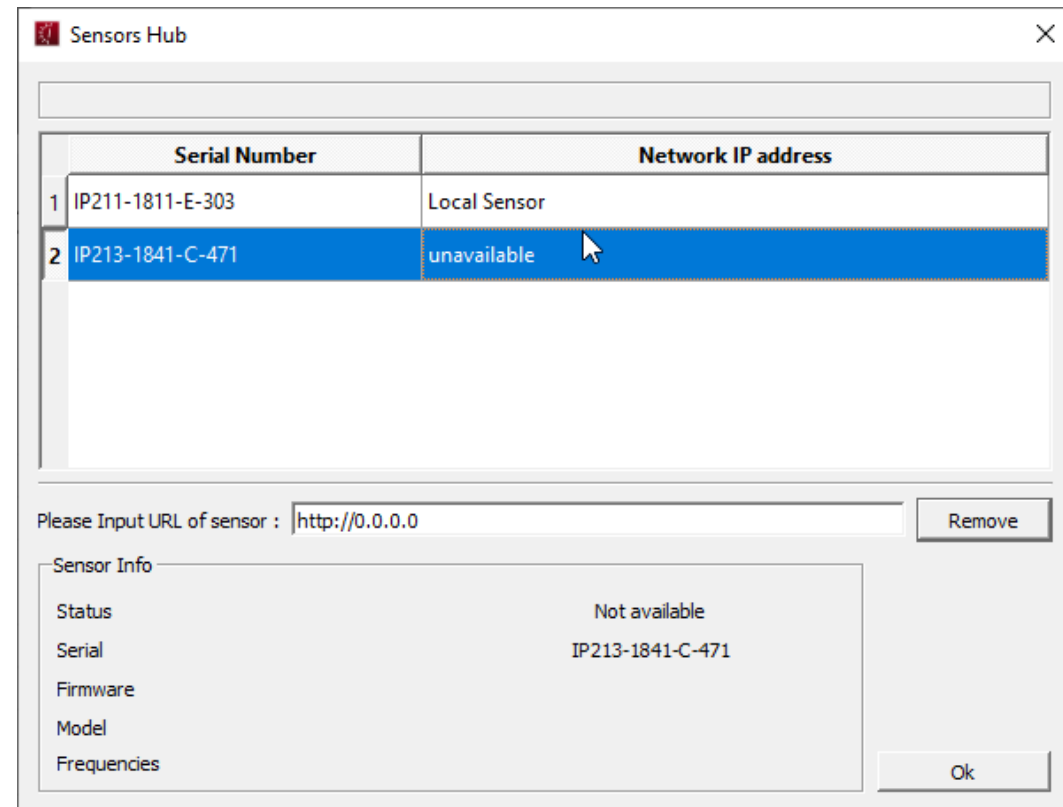 Sensors Hub
Serial Number Network IP address
1 IP211-1811-E-303 Local Sensor
2 IP213-1841-C-471 unavailable
Please Input URL of sensor : http://0.0.0.0 Remove
Sensor Info
Status Not available
Serial IP213-1841-C-471
Firmware
Model
Frequencies
Ok